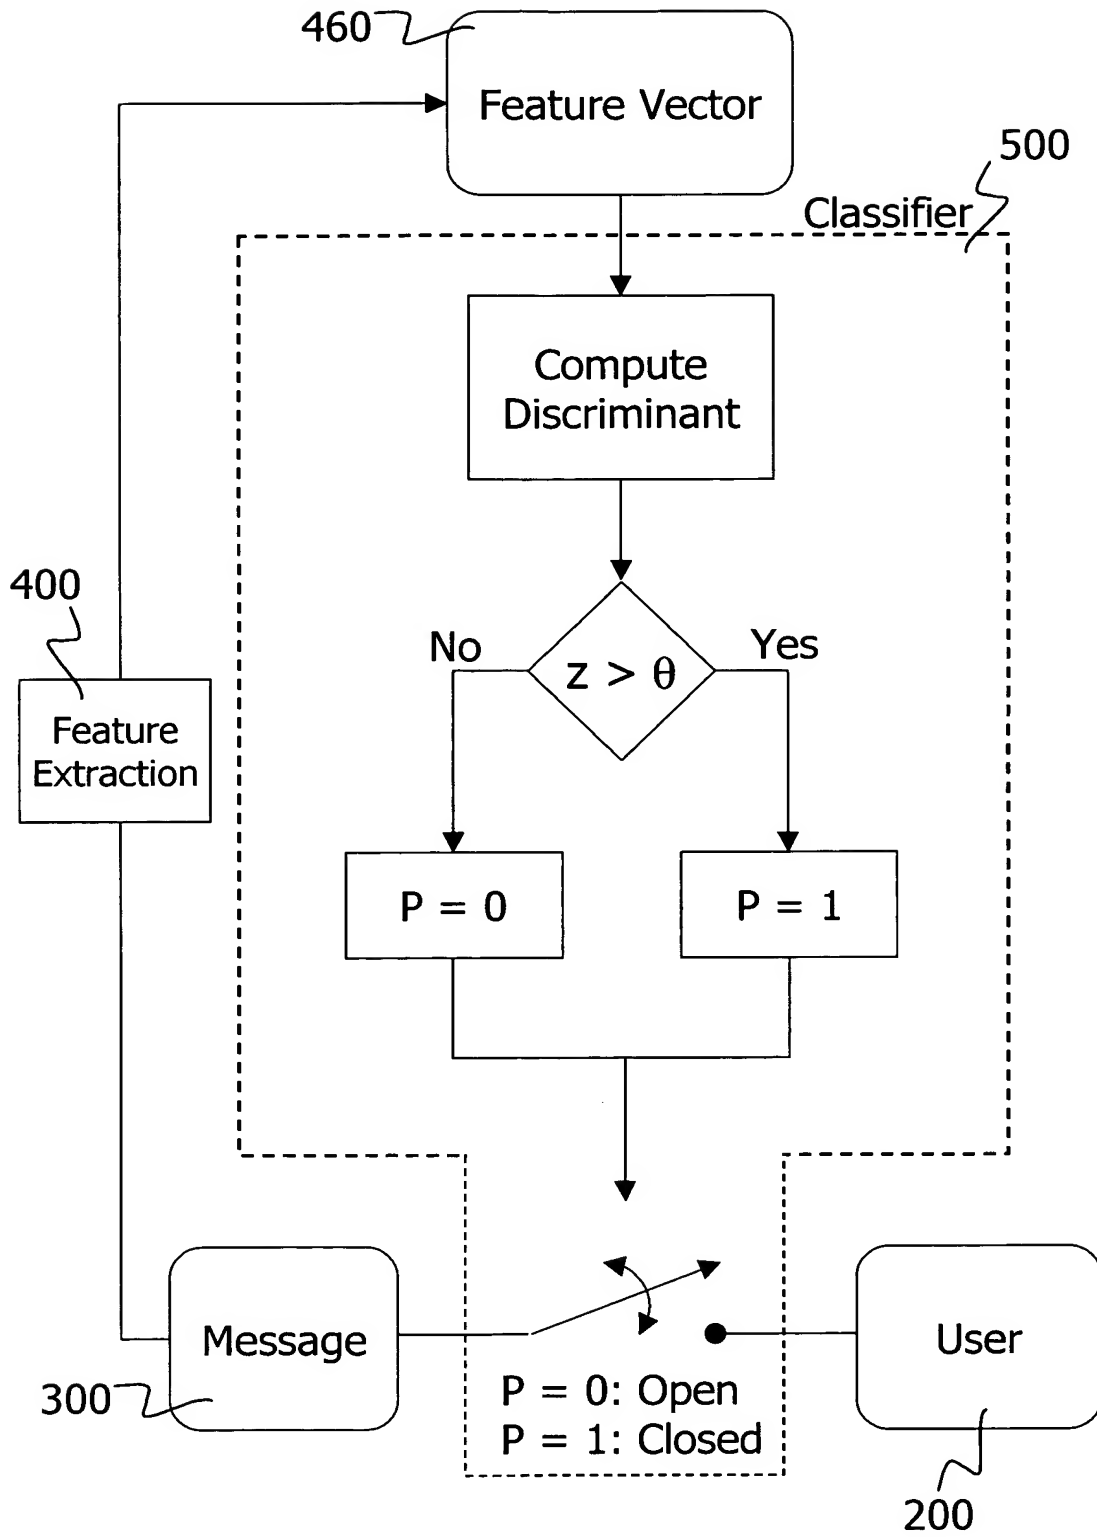 460
Feature Vector
500
Classifier
Compute
Discriminant
400
No
Yes
z > θ
Feature
Extraction
P = 0
P = 1
Message
User
300
P = 0: Open
P = 1: Closed
200